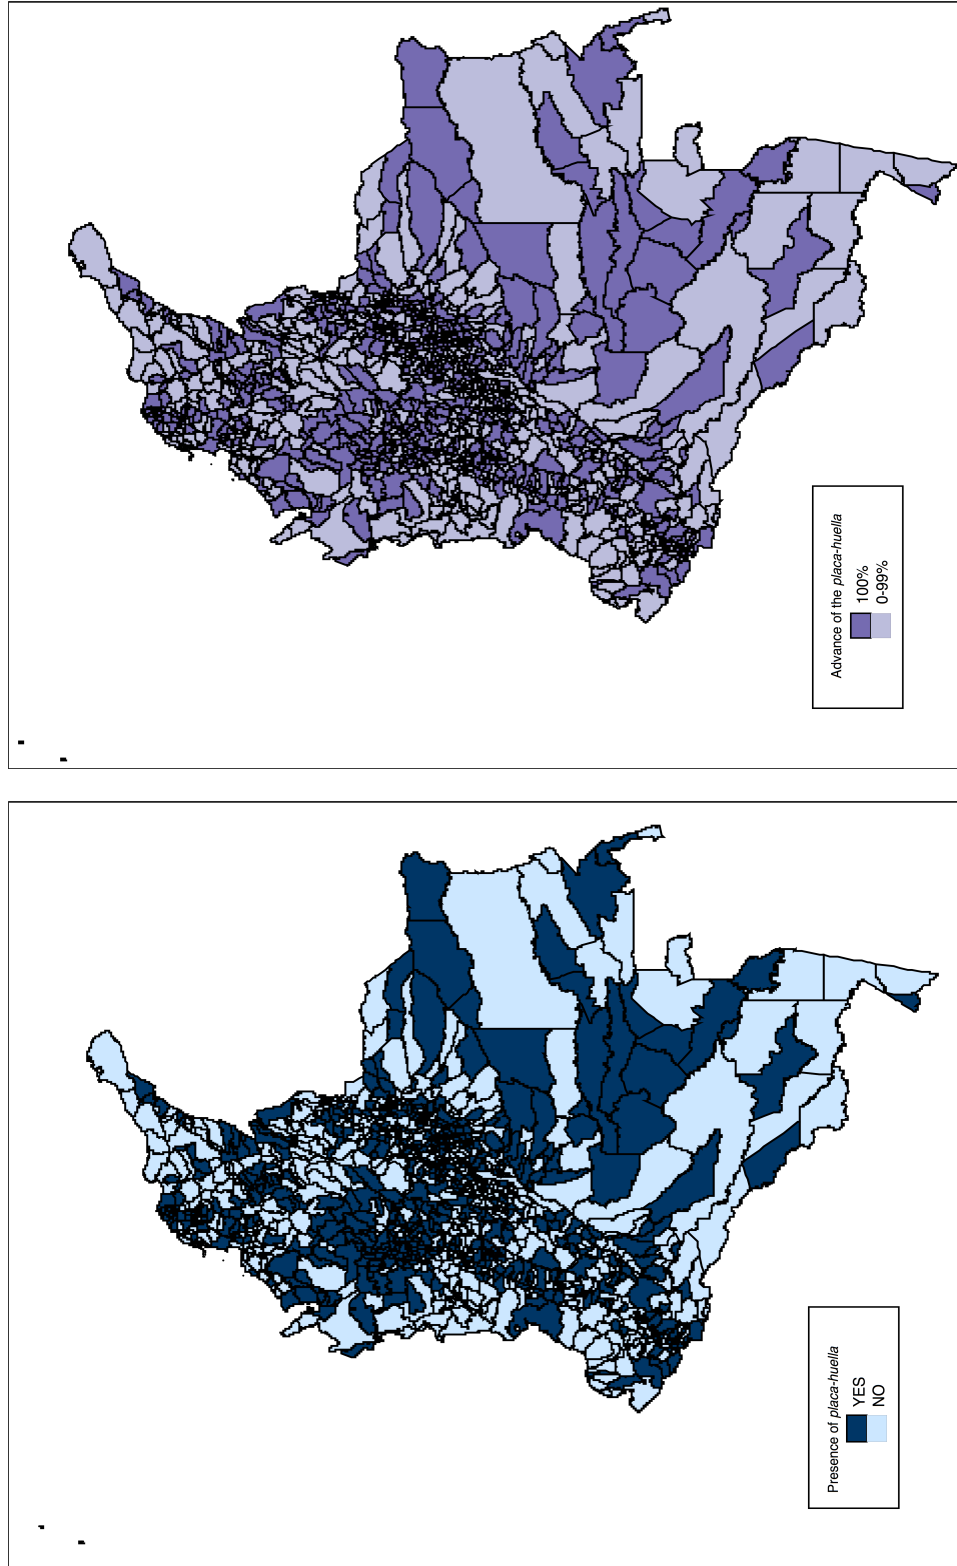 Advance of the placa-huella
100%
0-99%
Presence of placa-huella
YES
NO